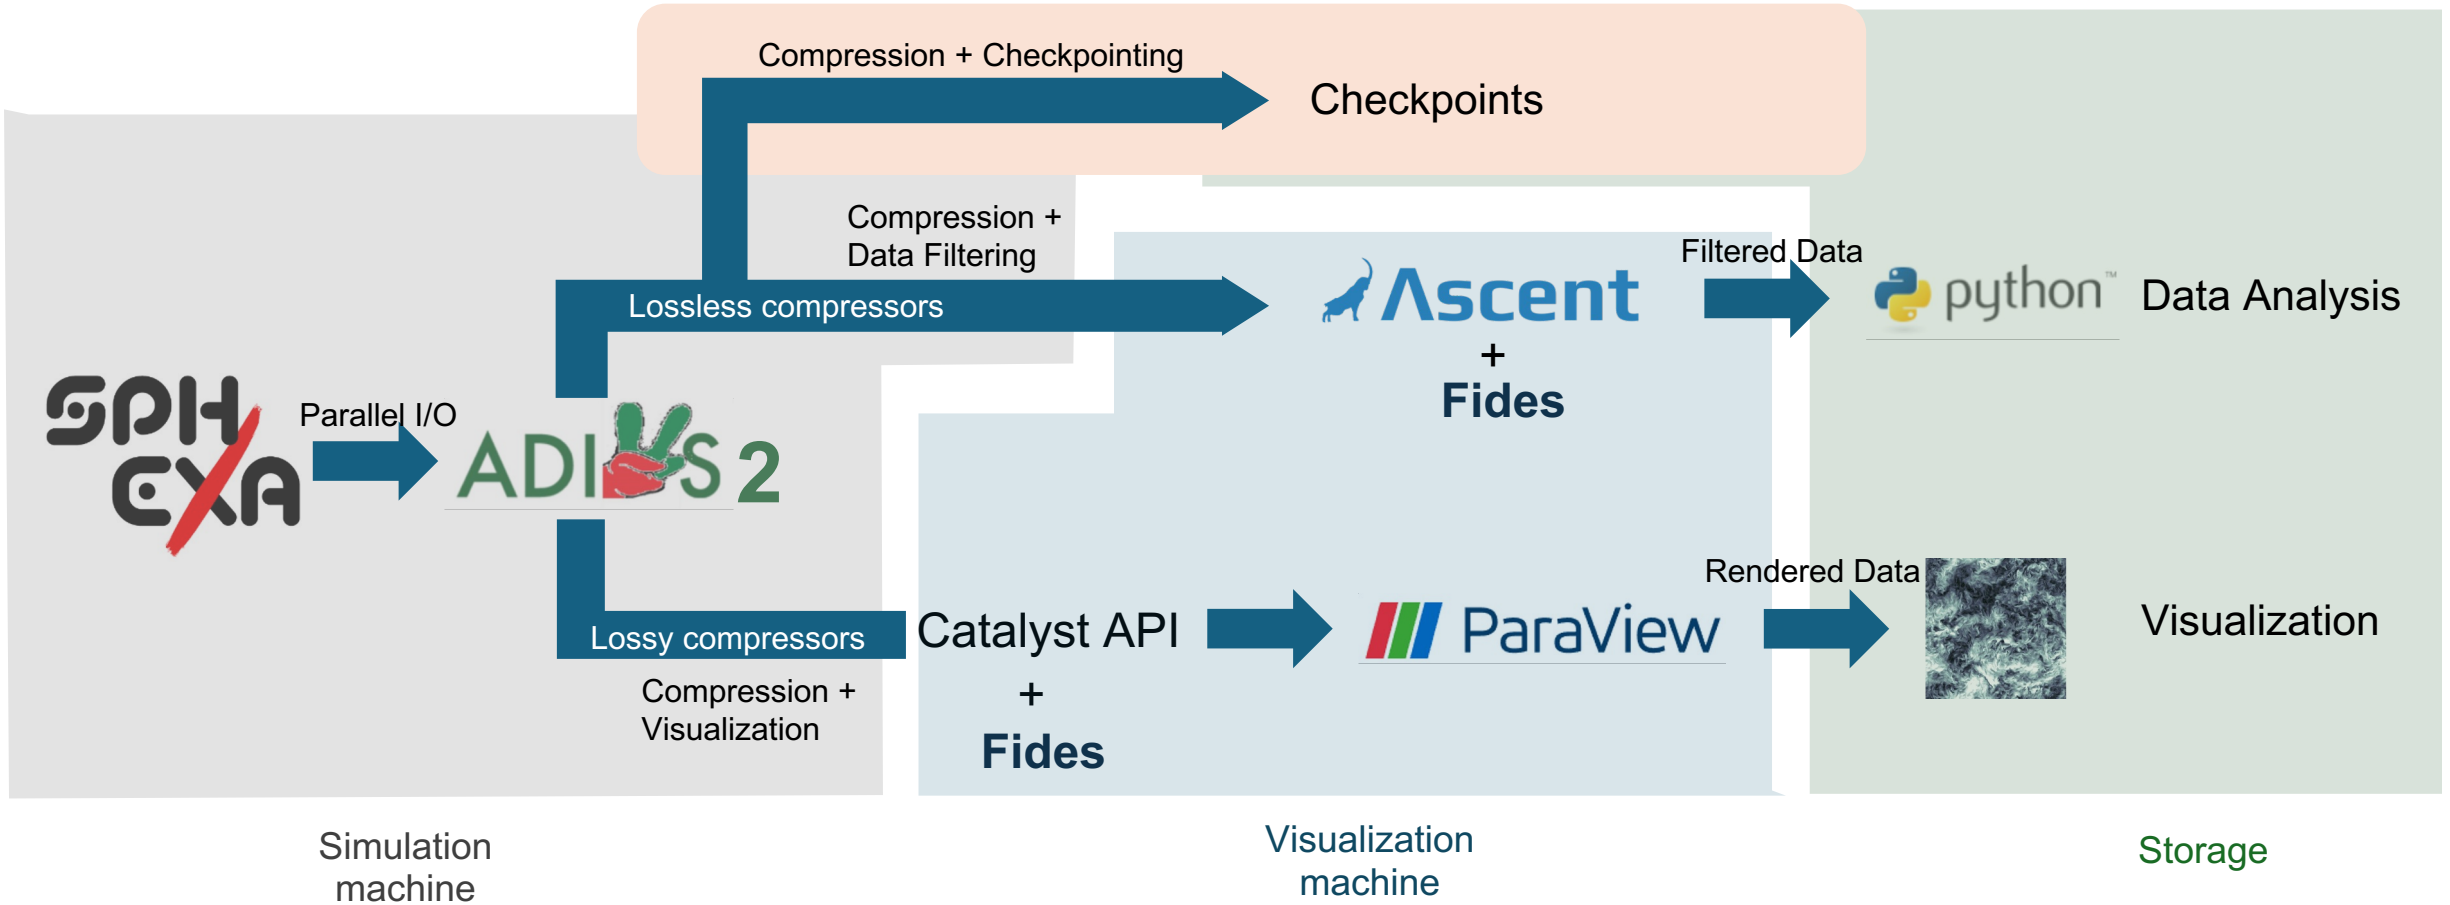 Compression + Checkpointing
Checkpoints
Compression +
Data Filtering
Lossless compressors
Ascent
+
Fides
Filtered Data
python™
Data Analysis
SPH
EXA
Parallel I/O
ADIOS 2
Lossy compressors
Compression +
Visualization
Catalyst API
+
Fides
ParaView
Rendered Data
Visualization
Simulation
machine
Visualization
machine
Storage